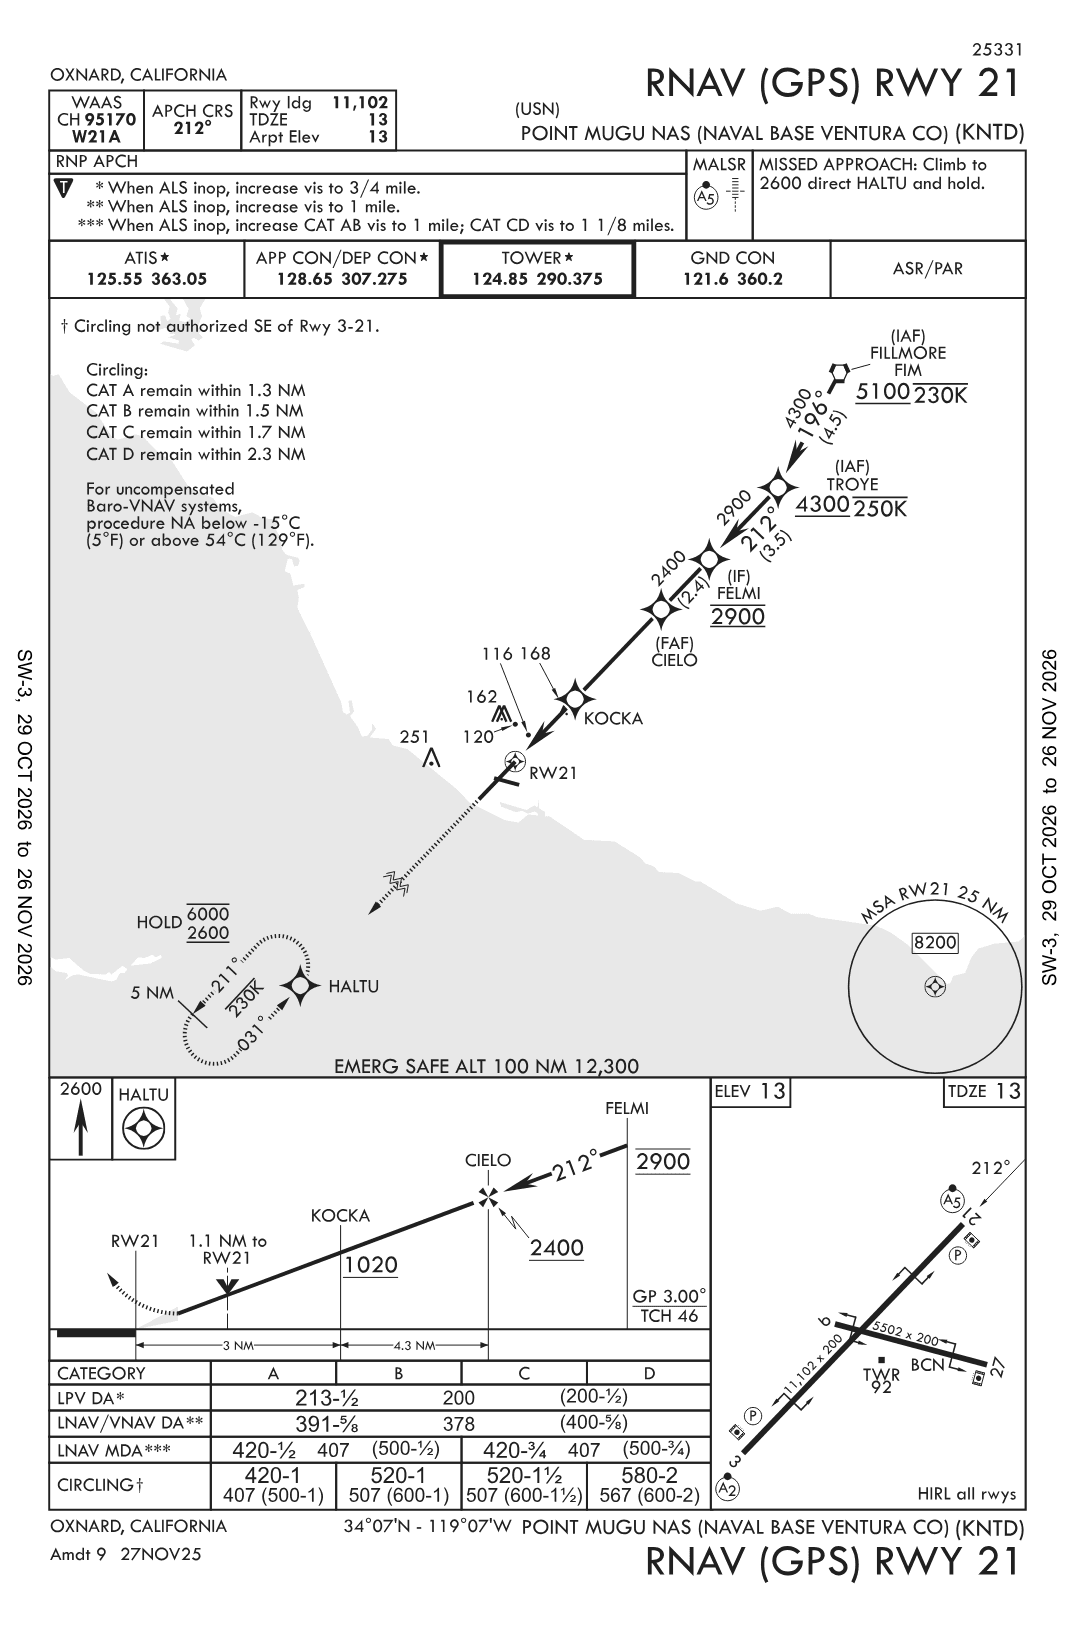 25331
OXNARD, CALIFORNIA
RNAV (GPS) RWY 21
WAAS
CH 95170
W21A
APCH CRS
212°
Rwy ldg 11,102
TDZE 13
Arpt Elev 13
(USN)
POINT MUGU NAS (NAVAL BASE VENTURA CO) (KNTD)
RNP APCH
T
* When ALS inop, increase vis to 3/4 mile.
** When ALS inop, increase vis to 1 mile.
*** When ALS inop, increase CAT AB vis to 1 mile; CAT CD vis to 1 1/8 miles.
MALSR
A5
MISSED APPROACH: Climb to
2600 direct HALTU and hold.
ATIS★
125.55 363.05
APP CON/DEP CON★
128.65 307.275
TOWER★
124.85 290.375
GND CON
121.6 360.2
ASR/PAR
† Circling not authorized SE of Rwy 3-21.
Circling:
CAT A remain within 1.3 NM
CAT B remain within 1.5 NM
CAT C remain within 1.7 NM
CAT D remain within 2.3 NM
For uncompensated
Baro-VNAV systems,
procedure NA below -15°C
(5°F) or above 54°C (129°F).
(IAF)
FILLMORE
FIM
5100 230K
4300
196°
(4.5)
(IAF)
TROYE
4300 250K
2900
212°
(3.5)
(IF)
FELMI
2900
2400
(2.4)
(FAF)
CIELO
116 168
KOCKA
162
120
251
RW21
HOLD 6000
2600
211°
230K
031°
5 NM
HALTU
MSA RW21 25 NM
8200
EMERG SAFE ALT 100 NM 12,300
SW-3, 29 OCT 2026 to 26 NOV 2026
SW-3, 29 OCT 2026 to 26 NOV 2026
2600
HALTU
FELMI
2900
212°
CIELO
2400
KOCKA
1020
1.1 NM to
RW21
RW21
GP 3.00°
TCH 46
3 NM
4.3 NM
ELEV 13
TDZE 13
212°
A5
21
P
9
5502 x 200
27
BCN
TWR
92
11,102 x 200
P
3
A2
HIRL all rwys
CATEGORY A B C D
LPV DA* 213-½ 200 (200-½)
LNAV/VNAV DA** 391-⅝ 378 (400-⅝)
LNAV MDA*** 420-½ 407 (500-½) 420-¾ 407 (500-¾)
CIRCLING† 420-1 520-1 520-1½ 580-2
407 (500-1) 507 (600-1) 507 (600-1½) 567 (600-2)
OXNARD, CALIFORNIA
34°07'N - 119°07'W
POINT MUGU NAS (NAVAL BASE VENTURA CO) (KNTD)
Amdt 9 27NOV25
RNAV (GPS) RWY 21